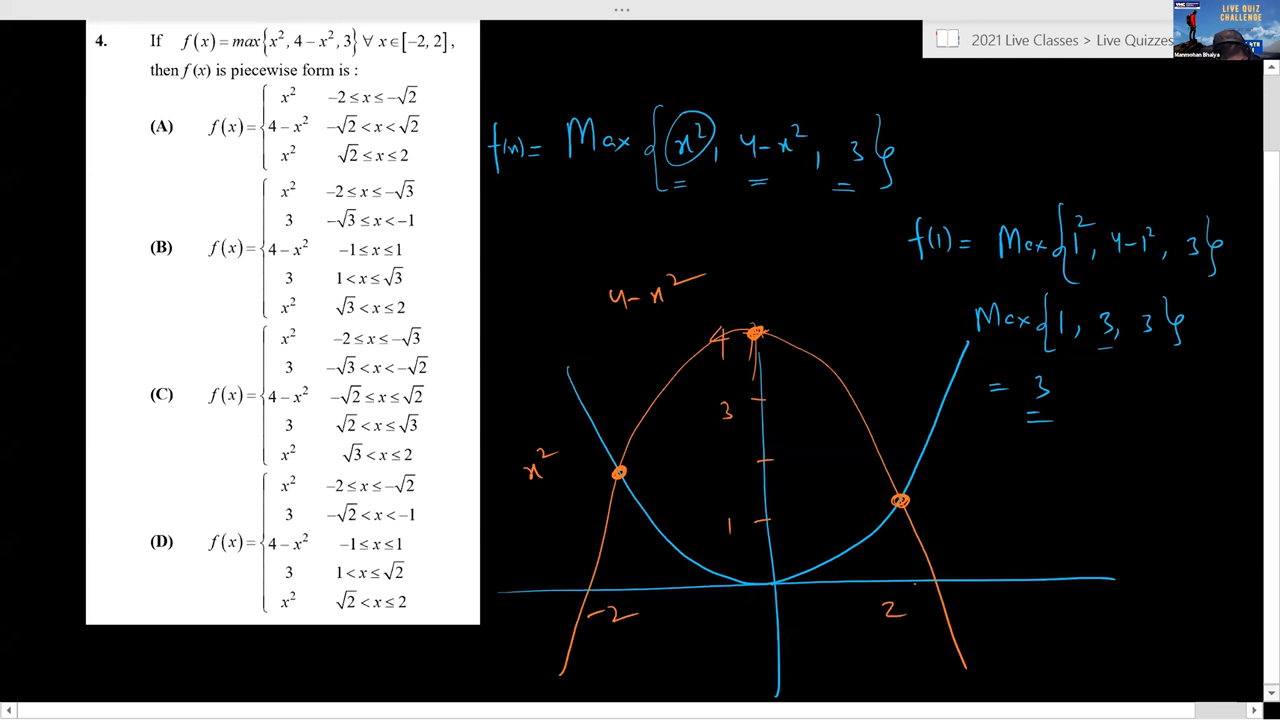 4. If f(x) = max{x², 4 – x², 3} ∀ x ∈ [–2, 2],
then f(x) is piecewise form is :
(A) f(x) = { x² –2 ≤ x ≤ –√2
4 – x² –√2 < x < √2
x² √2 ≤ x ≤ 2
(B) f(x) = { x² –2 ≤ x ≤ –√3
3 –√3 ≤ x < –1
4 – x² –1 ≤ x ≤ 1
3 1 < x ≤ √3
x² √3 < x ≤ 2
(C) f(x) = { x² –2 ≤ x ≤ –√3
3 –√3 < x < –√2
4 – x² –√2 ≤ x ≤ √2
3 √2 < x ≤ √3
x² √3 < x ≤ 2
(D) f(x) = { x² –2 ≤ x ≤ –√2
3 –√2 < x < –1
4 – x² –1 ≤ x ≤ 1
3 1 < x ≤ √2
x² √2 < x ≤ 2
2021 Live Classes > Live Quizzes
LIVE QUIZ
CHALLENGE
Manmohan Bhaiya
f(x) = Max {x², 4-x², 3}
f(1) = Max{1², 4-1², 3}
Max{1, 3, 3}
= 3
4-x²
4
3
x²
1
-2
2